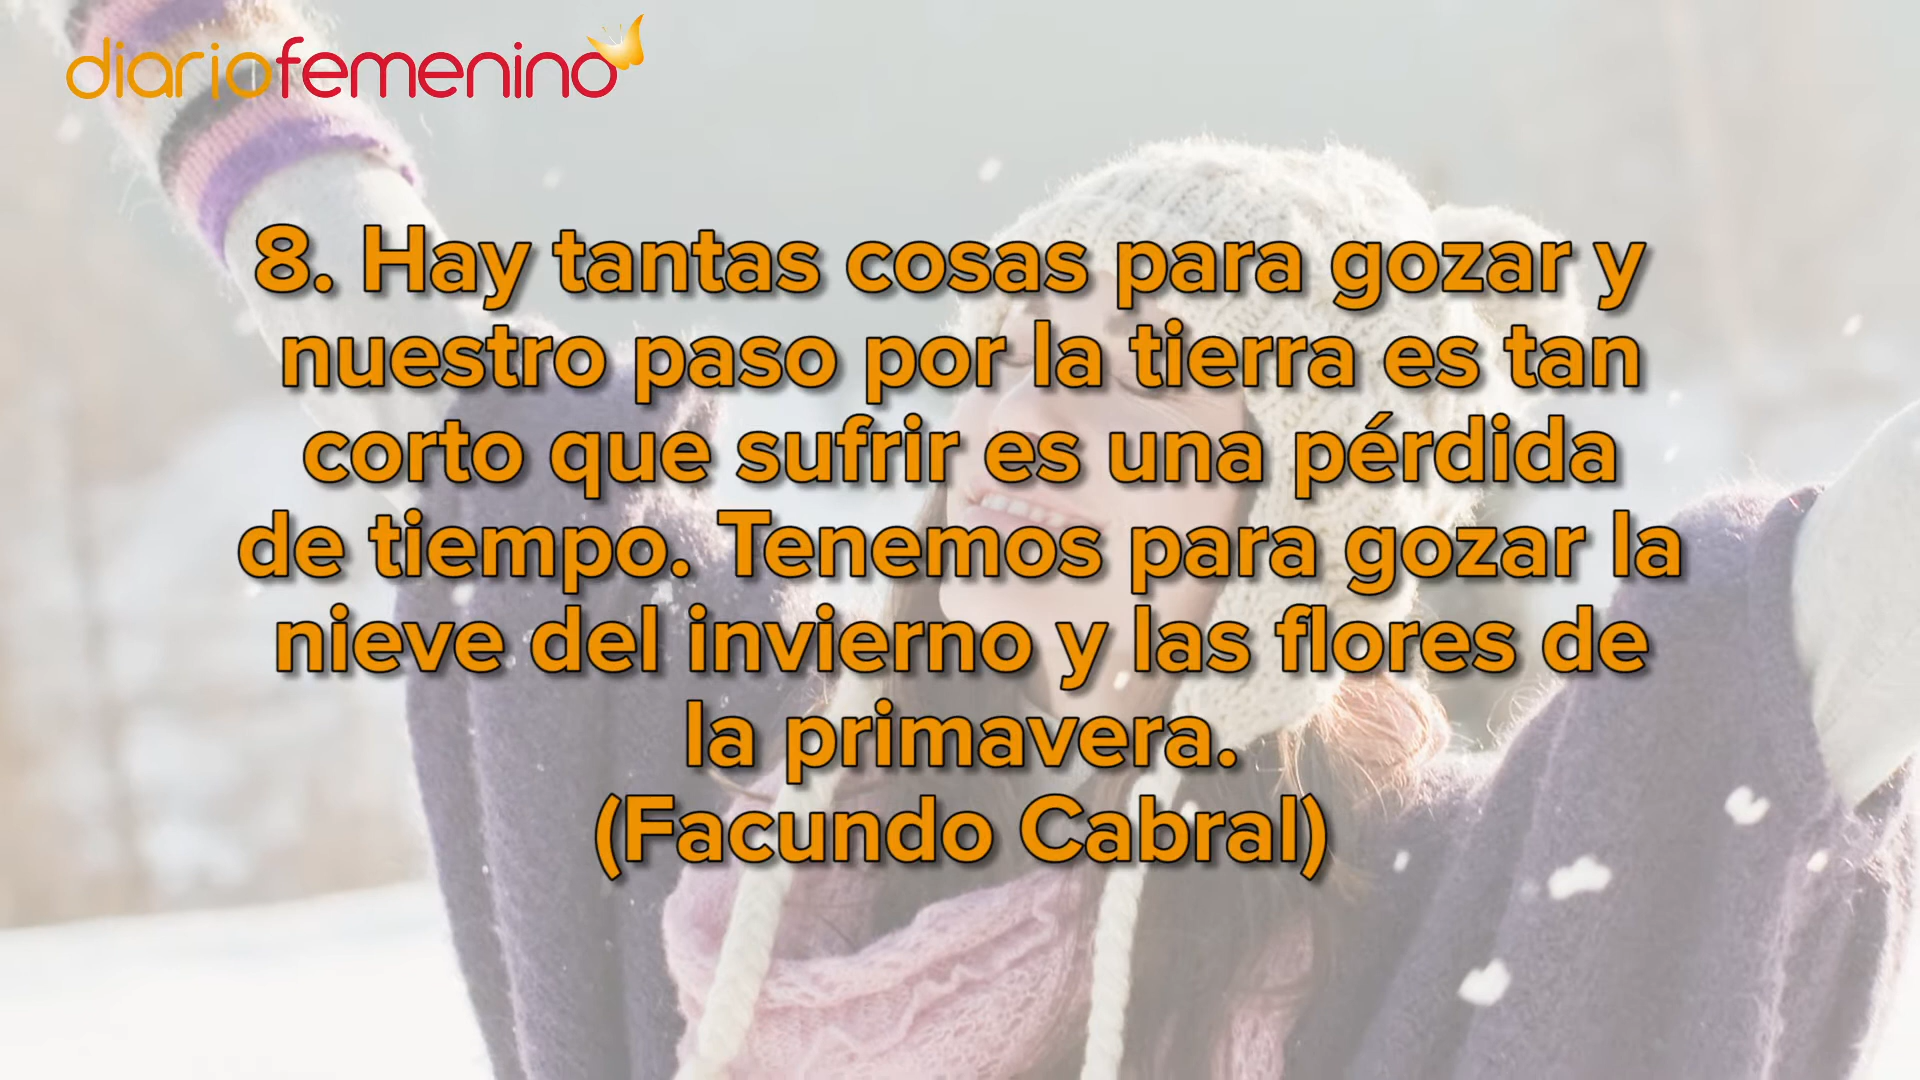 diariofemenino
8. Hay tantas cosas para gozar y
nuestro paso por la tierra es tan
corto que sufrir es una pérdida
de tiempo. Tenemos para gozar la
nieve del invierno y las flores de
la primavera.
(Facundo Cabral)